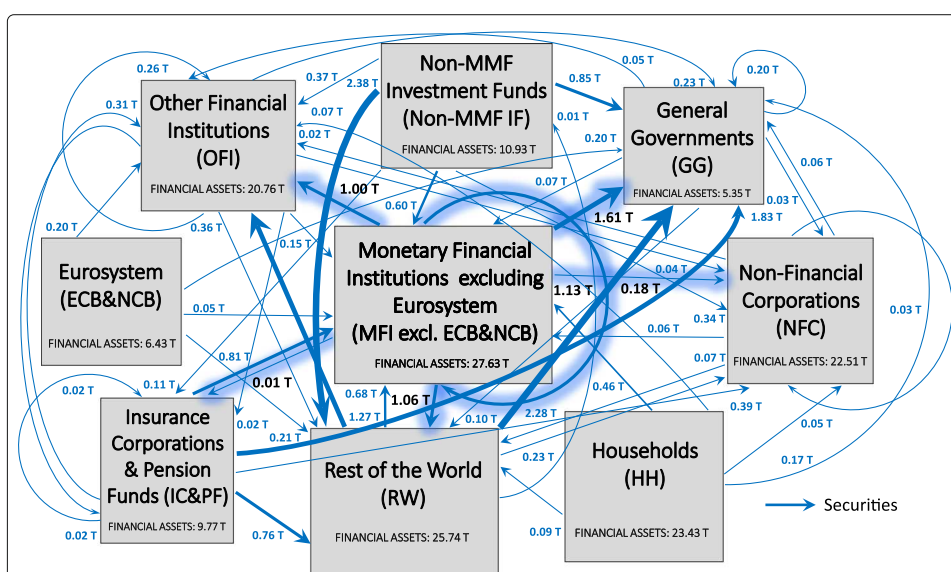 0.26 T
0.37 T
2.38 T
Non-MMF
Investment Funds
(Non-MMF IF)
FINANCIAL ASSETS: 10.93 T
0.85 T
0.05 T
0.23 T
0.20 T
0.31 T
Other Financial
Institutions
(OFI)
FINANCIAL ASSETS: 20.76 T
0.07 T
0.02 T
0.01 T
0.20 T
General
Governments
(GG)
FINANCIAL ASSETS: 5.35 T
0.06 T
1.00 T
0.60 T
0.07 T
1.61 T
0.03 T
1.83 T
0.20 T
0.36 T
0.15 T
Eurosystem
(ECB&NCB)
FINANCIAL ASSETS: 6.43 T
Monetary Financial
Institutions excluding
Eurosystem
(MFI excl. ECB&NCB)
FINANCIAL ASSETS: 27.63 T
0.04 T
1.13 T
0.18 T
Non-Financial
Corporations
(NFC)
FINANCIAL ASSETS: 22.51 T
0.05 T
0.34 T
0.03 T
0.06 T
0.81 T
0.01 T
0.07 T
0.02 T
0.11 T
0.68 T
1.06 T
0.46 T
0.39 T
Insurance
Corporations
& Pension
Funds (IC&PF)
FINANCIAL ASSETS: 9.77 T
0.02 T
0.21 T
1.27 T
0.10 T
2.28 T
0.05 T
Rest of the World
(RW)
FINANCIAL ASSETS: 25.74 T
0.23 T
Households
(HH)
FINANCIAL ASSETS: 23.43 T
0.17 T
Securities
0.02 T
0.76 T
0.09 T